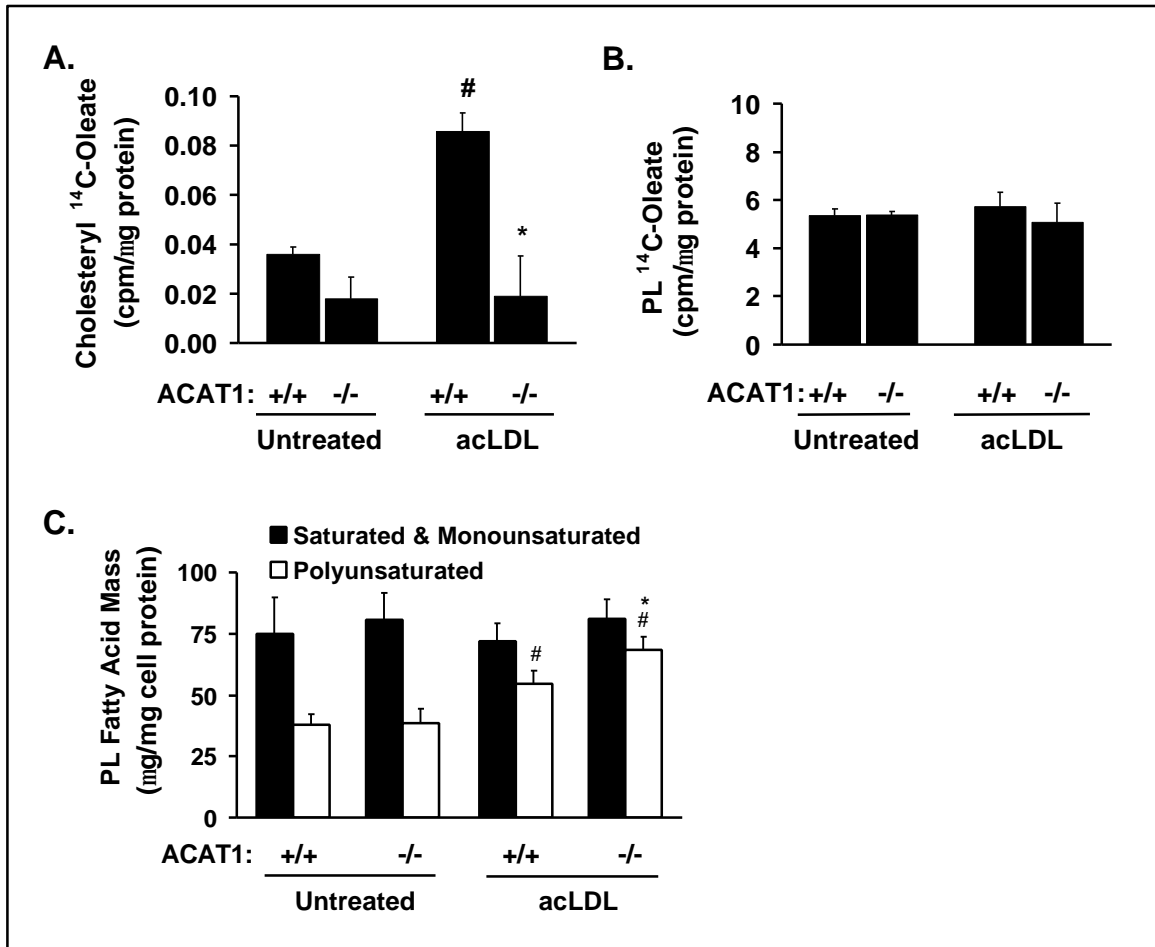 A.
Cholesteryl ¹⁴C-Oleate
(cpm/mg protein)
#
0.10
0.08
0.06
0.04
0.02
0.00
*
ACAT1: +/+ -/- +/+ -/-
Untreated acLDL
B.
PL ¹⁴C-Oleate
(cpm/mg protein)
10
8
6
4
2
0
ACAT1: +/+ -/- +/+ -/-
Untreated acLDL
C.
Saturated & Monounsaturated
Polyunsaturated
PL Fatty Acid Mass
(mg/mg cell protein)
100
75
50
25
0
#
*
#
ACAT1: +/+ -/- +/+ -/-
Untreated acLDL